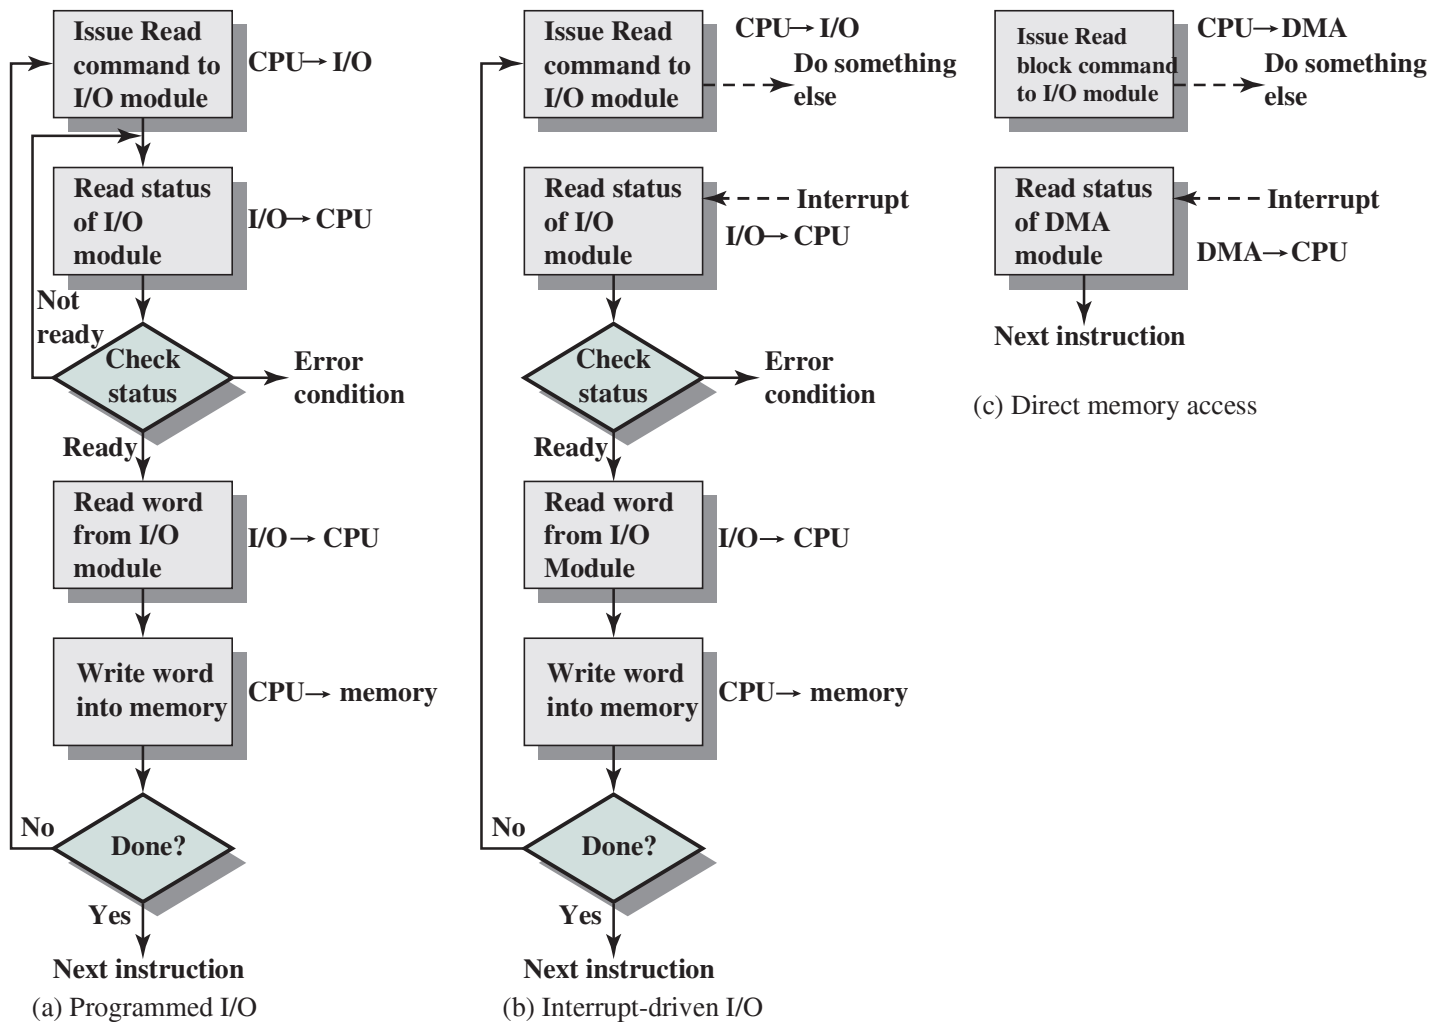 Issue Read
command to
I/O module
CPU→ I/O
Read status
of I/O
module
I/O→ CPU
Not
ready
Check
status
Error
condition
Ready
Read word
from I/O
module
I/O→ CPU
Write word
into memory
CPU→ memory
No
Done?
Yes
Next instruction
(a) Programmed I/O
Issue Read
command to
I/O module
CPU→ I/O
Do something
else
Read status
of I/O
module
Interrupt
I/O→ CPU
Check
status
Error
condition
Ready
Read word
from I/O
Module
I/O→ CPU
Write word
into memory
CPU→ memory
No
Done?
Yes
Next instruction
(b) Interrupt-driven I/O
Issue Read
block command
to I/O module
CPU→ DMA
Do something
else
Read status
of DMA
module
Interrupt
DMA→ CPU
Next instruction
(c) Direct memory access